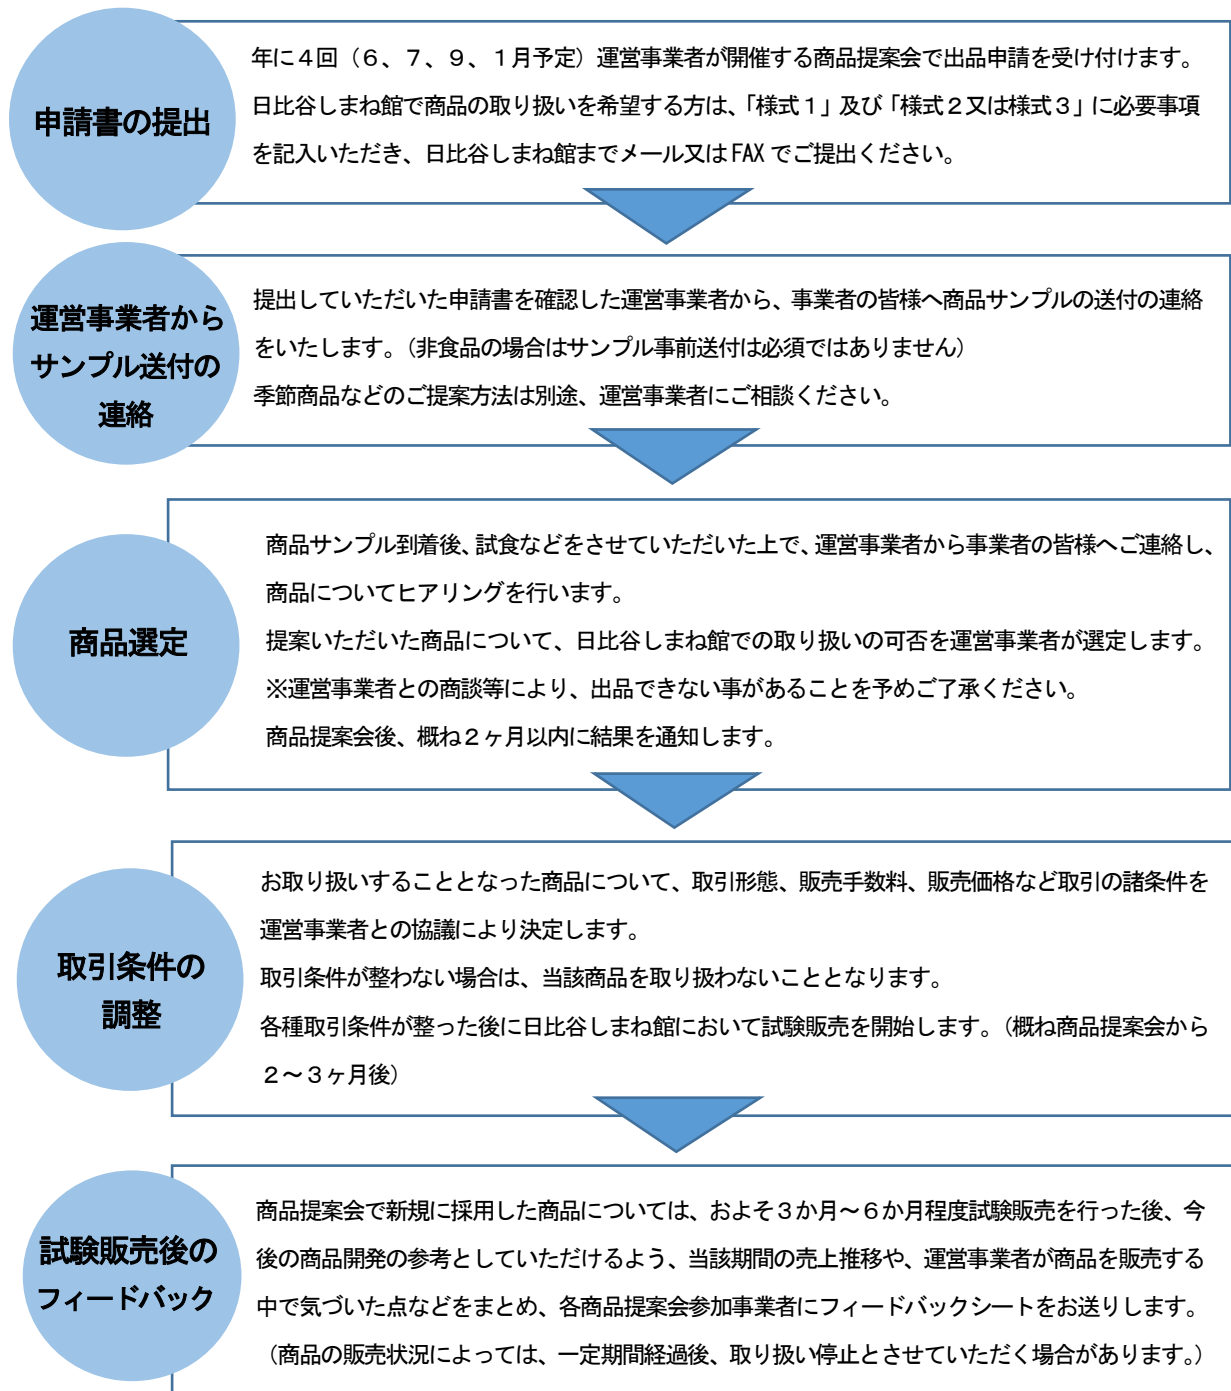 申請書の提出
年に４回（６、７、９、１月予定）運営事業者が開催する商品提案会で出品申請を受け付けます。
日比谷しまね館で商品の取り扱いを希望する方は、「様式１」及び「様式２又は様式３」に必要事項
を記入いただき、日比谷しまね館までメール又は FAX でご提出ください。
運営事業者から
サンプル送付の
連絡
提出していただいた申請書を確認した運営事業者から、事業者の皆様へ商品サンプルの送付の連絡
をいたします。（非食品の場合はサンプル事前送付は必須ではありません）
季節商品などのご提案方法は別途、運営事業者にご相談ください。
商品選定
商品サンプル到着後、試食などをさせていただいた上で、運営事業者から事業者の皆様へご連絡し、
商品についてヒアリングを行います。
提案いただいた商品について、日比谷しまね館での取り扱いの可否を運営事業者が選定します。
※運営事業者との商談等により、出品できない事があることを予めご了承ください。
商品提案会後、概ね２ヶ月以内に結果を通知します。
取引条件の
調整
お取り扱いすることとなった商品について、取引形態、販売手数料、販売価格など取引の諸条件を
運営事業者との協議により決定します。
取引条件が整わない場合は、当該商品を取り扱わないこととなります。
各種取引条件が整った後に日比谷しまね館において試験販売を開始します。（概ね商品提案会から
２～３ヶ月後）
試験販売後の
フィードバック
商品提案会で新規に採用した商品については、およそ３か月～６か月程度試験販売を行った後、今
後の商品開発の参考としていただけるよう、当該期間の売上推移や、運営事業者が商品を販売する
中で気づいた点などをまとめ、各商品提案会参加事業者にフィードバックシートをお送りします。
（商品の販売状況によっては、一定期間経過後、取り扱い停止とさせていただく場合があります。）